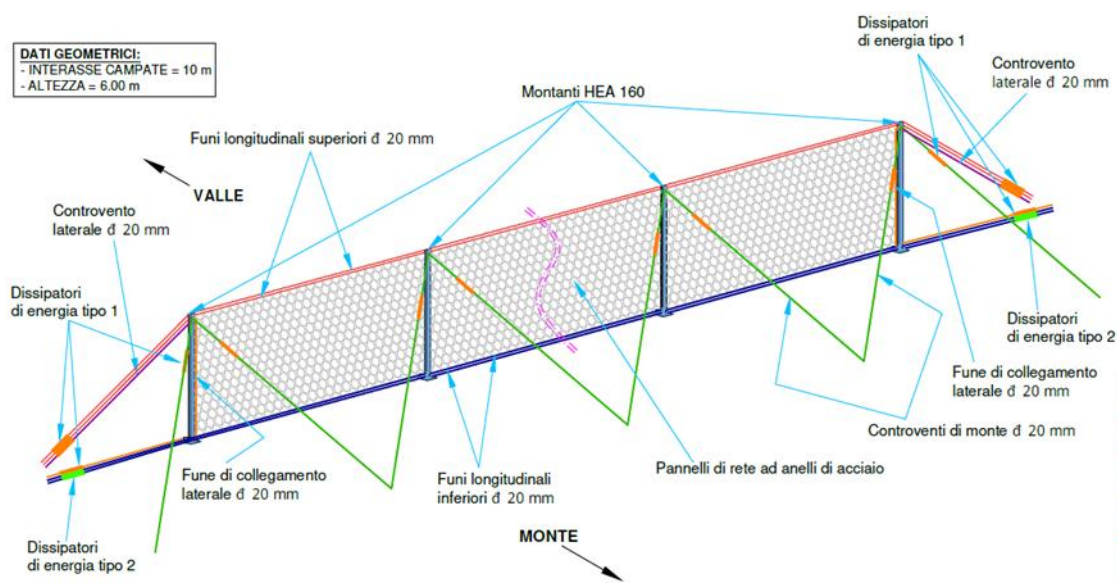 DATI GEOMETRICI:
- INTERASSE CAMPATE = 10 m
- ALTEZZA = 6.00 m
Dissipatori
di energia tipo 1
Controvento
laterale đ 20 mm
Montanti HEA 160
Funi longitudinali superiori đ 20 mm
VALLE
Controvento
laterale đ 20 mm
Dissipatori
di energia tipo 1
Dissipatori
di energia tipo 2
Fune di collegamento
laterale đ 20 mm
Controventi di monte đ 20 mm
Pannelli di rete ad anelli di acciaio
Fune di collegamento
laterale đ 20 mm
Funi longitudinali
inferiori đ 20 mm
MONTE
Dissipatori
di energia tipo 2